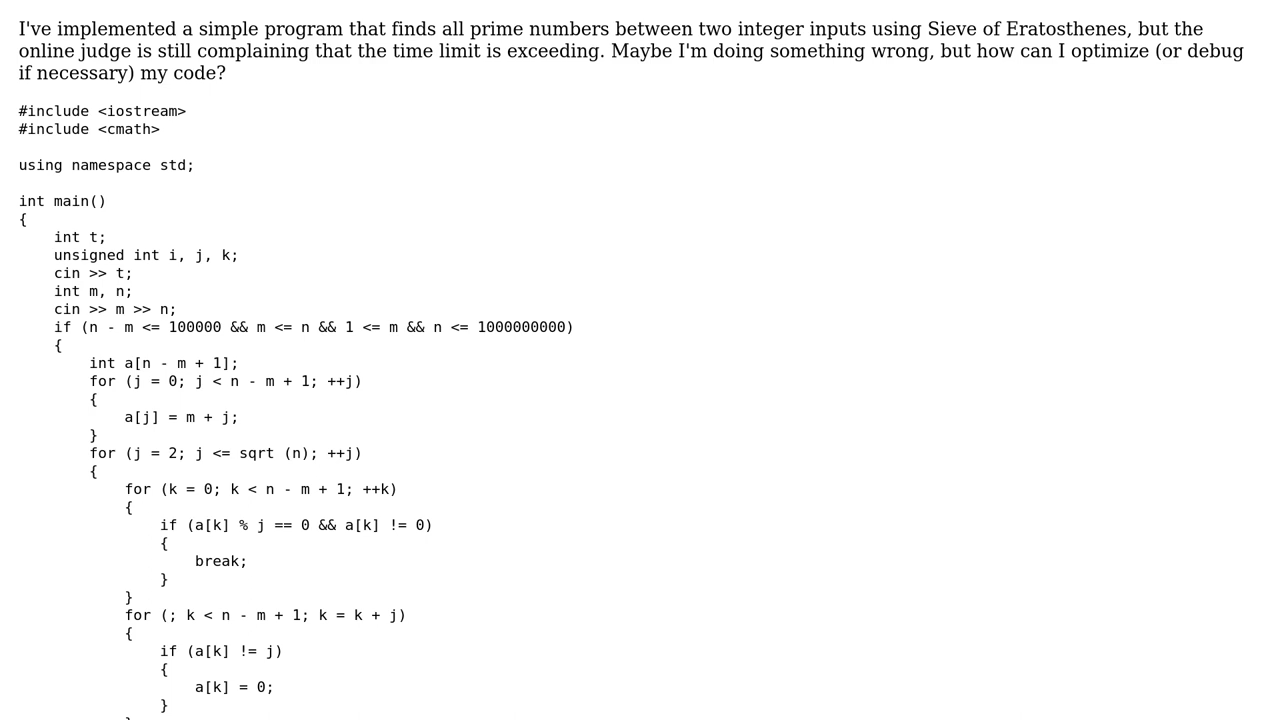 I've implemented a simple program that finds all prime numbers between two integer inputs using Sieve of Eratosthenes, but the
online judge is still complaining that the time limit is exceeding. Maybe I'm doing something wrong, but how can I optimize (or debug
if necessary) my code?
#include <iostream>
#include <cmath>
using namespace std;
int main()
{
    int t;
    unsigned int i, j, k;
    cin >> t;
    int m, n;
    cin >> m >> n;
    if (n - m <= 100000 && m <= n && 1 <= m && n <= 1000000000)
    {
        int a[n - m + 1];
        for (j = 0; j < n - m + 1; ++j)
        {
            a[j] = m + j;
        }
        for (j = 2; j <= sqrt (n); ++j)
        {
            for (k = 0; k < n - m + 1; ++k)
            {
                if (a[k] % j == 0 && a[k] != 0)
                {
                    break;
                }
            }
            for (; k < n - m + 1; k = k + j)
            {
                if (a[k] != j)
                {
                    a[k] = 0;
                }